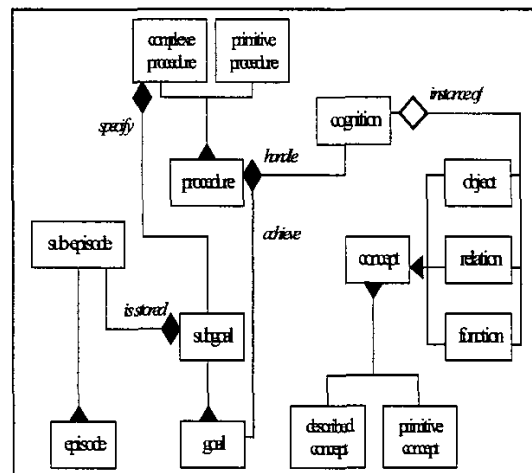 complexe
procedure
primitive
procedure
specify
instance of
cognition
handle
procedure
object
achieve
sub-episode
concept
relation
is stored
subgoal
function
episode
goal
described
concept
primitive
concept